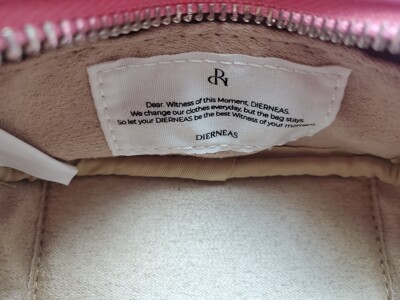 Dear. Witness of this Moment, DIERNEAS.
We change our clothes everyday, but the bag stays.
So let your DIERNEAS be the best Witness of your moment.
DIERNEAS